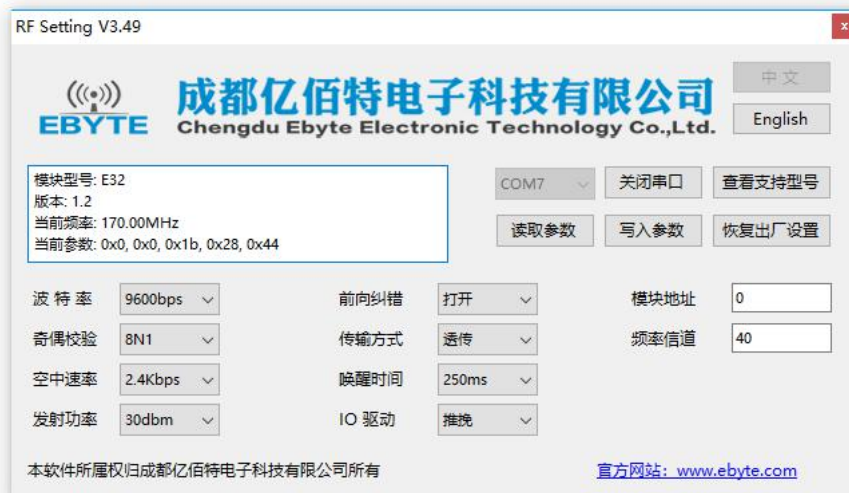 RF Setting V3.49
x
中 文
成都亿佰特电子科技有限公司
EBYTE
Chengdu Ebyte Electronic Technology Co.,Ltd.
English
模块型号: E32
版本: 1.2
当前频率: 170.00MHz
当前参数: 0x0, 0x0, 0x1b, 0x28, 0x44
COM7 关闭串口 查看支持型号
读取参数 写入参数 恢复出厂设置
波 特 率 9600bps 前向纠错 打开 模块地址 0
奇偶校验 8N1 传输方式 透传 频率信道 40
空中速率 2.4Kbps 唤醒时间 250ms
发射功率 30dbm IO 驱动 推挽
本软件所属权归成都亿佰特电子科技有限公司所有 官方网站：www.ebyte.com